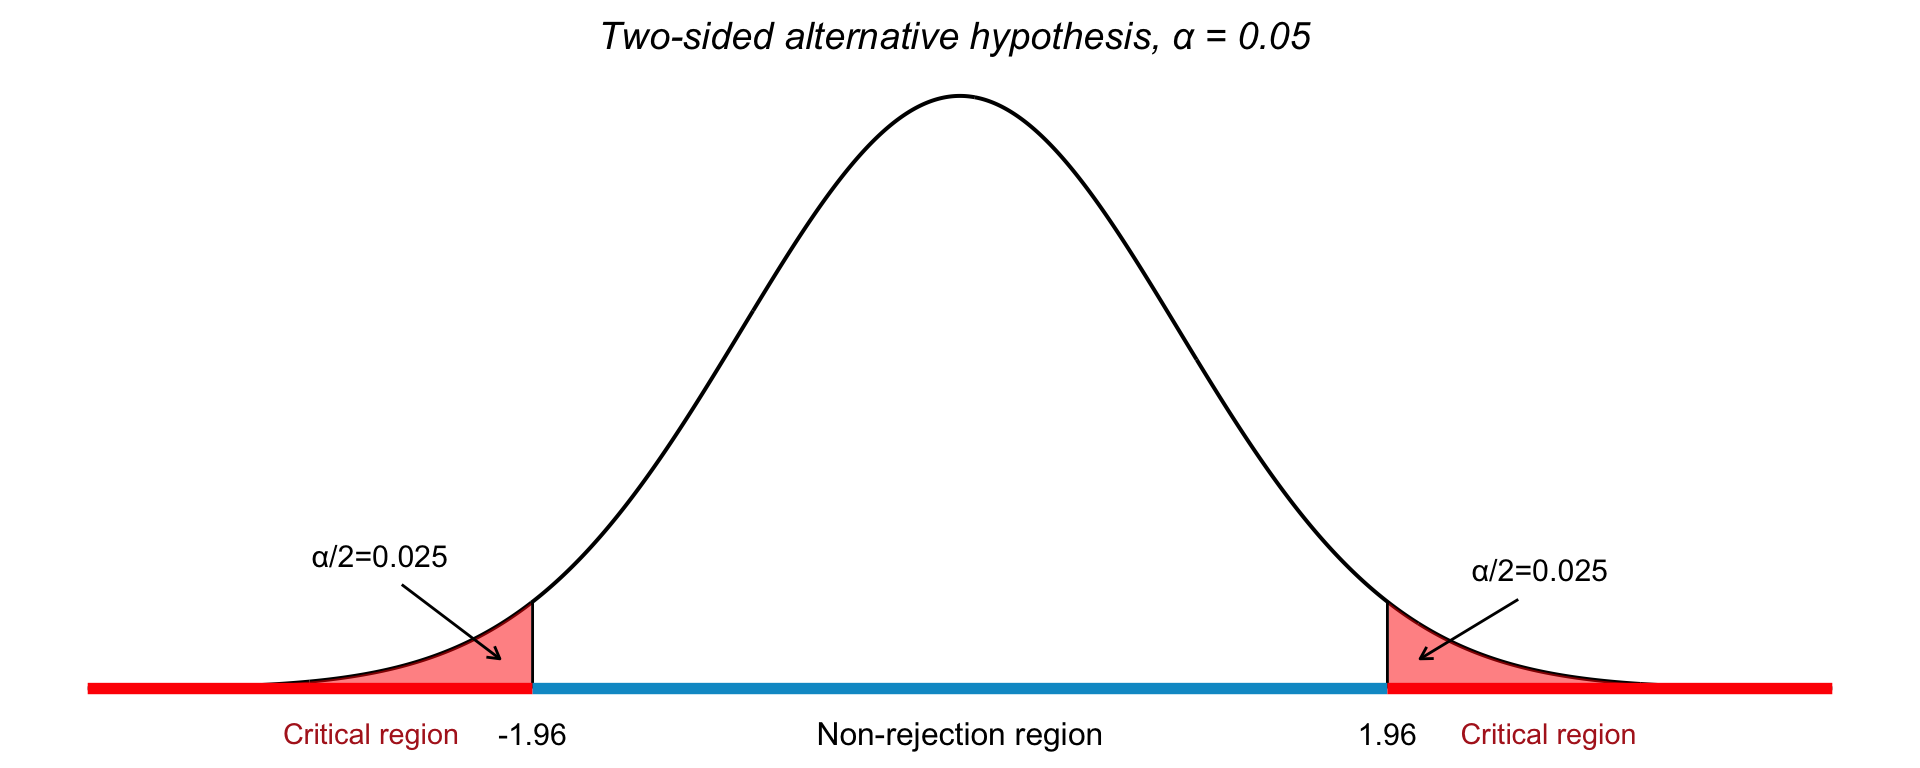 Two-sided alternative hypothesis, α = 0.05
α/2=0.025
α/2=0.025
Critical region
-1.96
Non-rejection region
1.96
Critical region